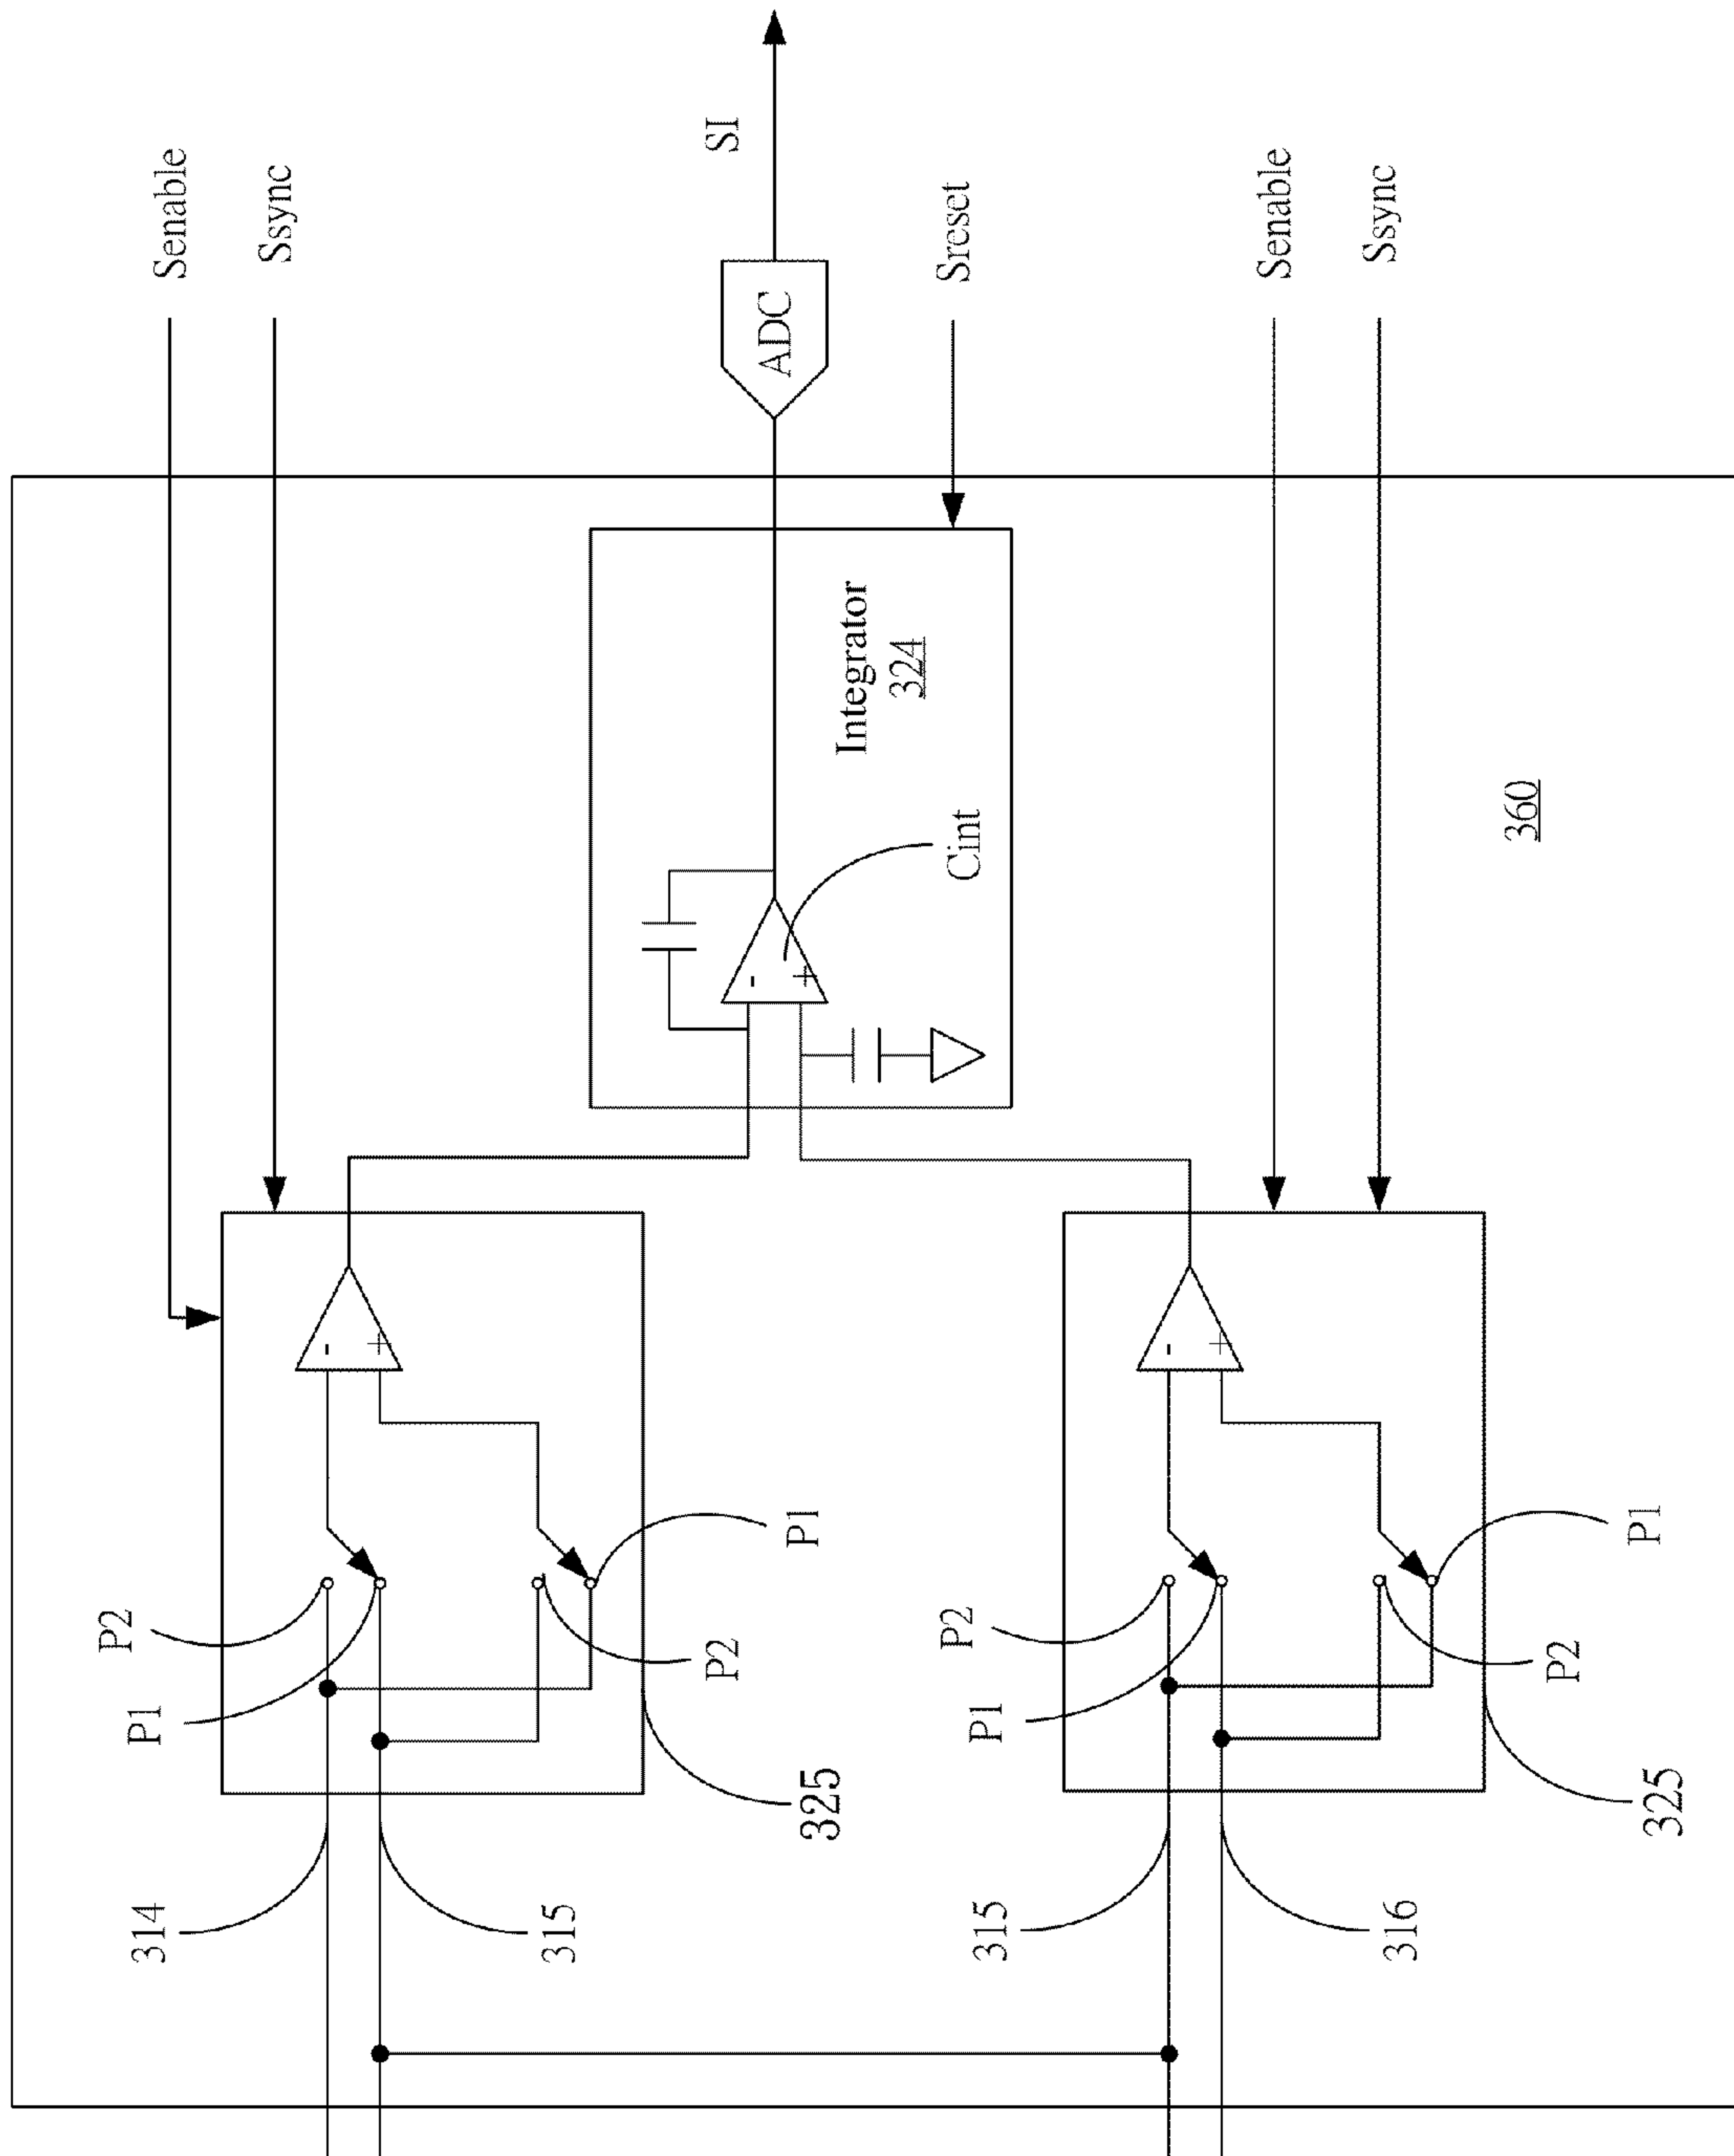 P2
P1
314
Senable
Ssync
315
P2
SI
ADC
P1
325
Integrator
324
Sreset
P2
Cint
P1
315
Senable
Ssync
316
360
P2
P1
325